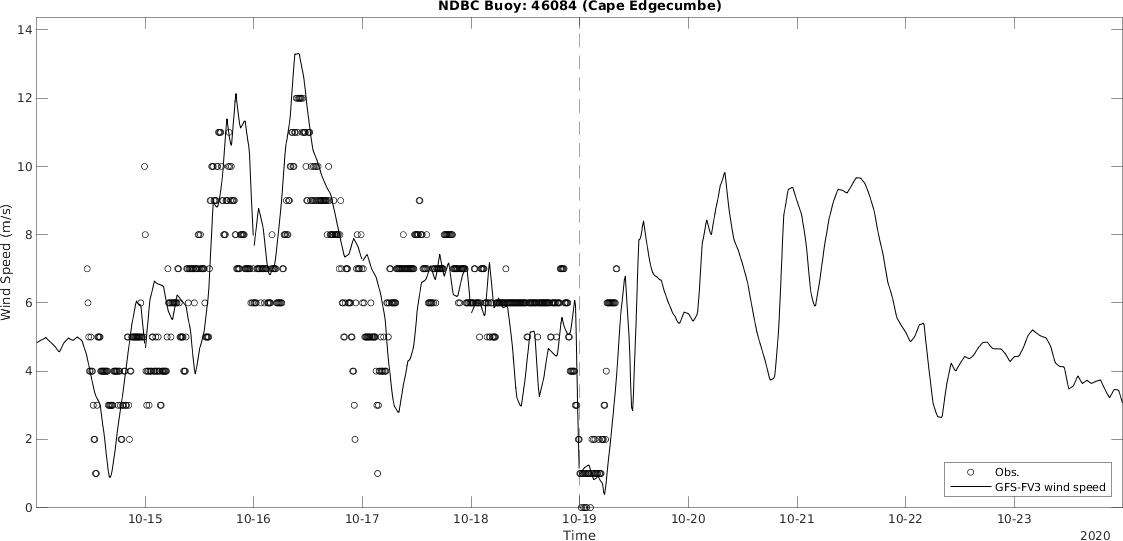 NDBC Buoy: 46084 (Cape Edgecumbe)
14
12
10
8
6
4
2
0
Wind Speed (m/s)
10-15 10-16 10-17 10-18 10-19 10-20 10-21 10-22 10-23
Time
2020
Obs.
GFS-FV3 wind speed